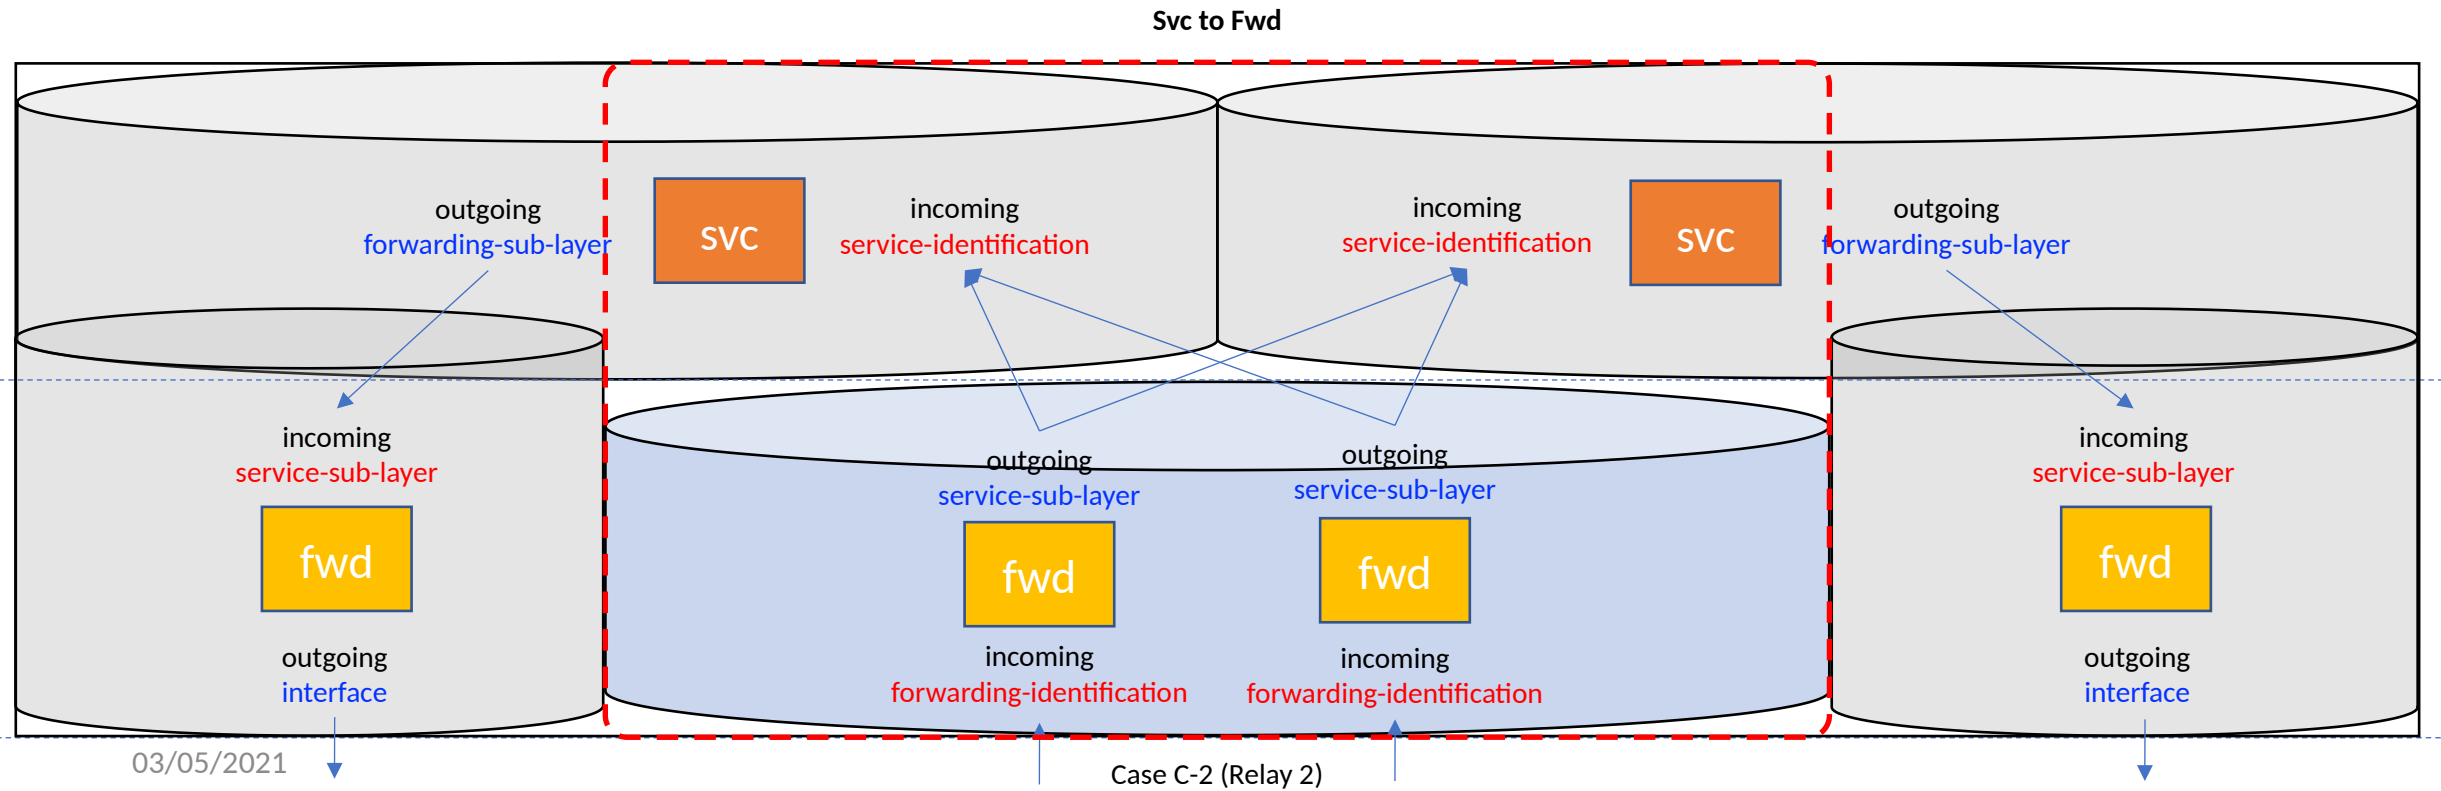 Svc to Fwd
outgoing
forwarding-sub-layer
svc
incoming
service-identification
incoming
service-identification
svc
outgoing
forwarding-sub-layer
incoming
service-sub-layer
fwd
outgoing
interface
outgoing
service-sub-layer
fwd
incoming
forwarding-identification
outgoing
service-sub-layer
fwd
incoming
forwarding-identification
incoming
service-sub-layer
fwd
outgoing
interface
03/05/2021
Case C-2 (Relay 2)